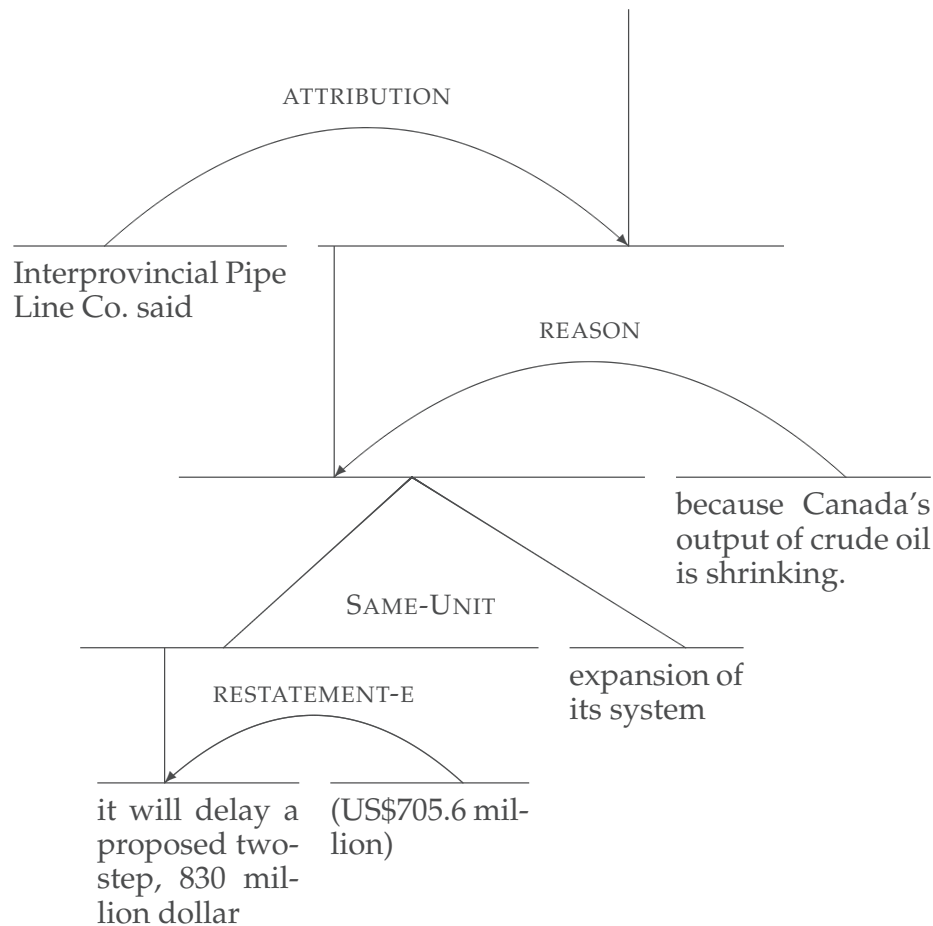 ATTRIBUTION
Interprovincial Pipe
Line Co. said
REASON
because Canada's
output of crude oil
is shrinking.
SAME-UNIT
expansion of
its system
RESTATEMENT-E
it will delay a
proposed two-
step, 830 mil-
lion dollar
(US$705.6 mil-
lion)